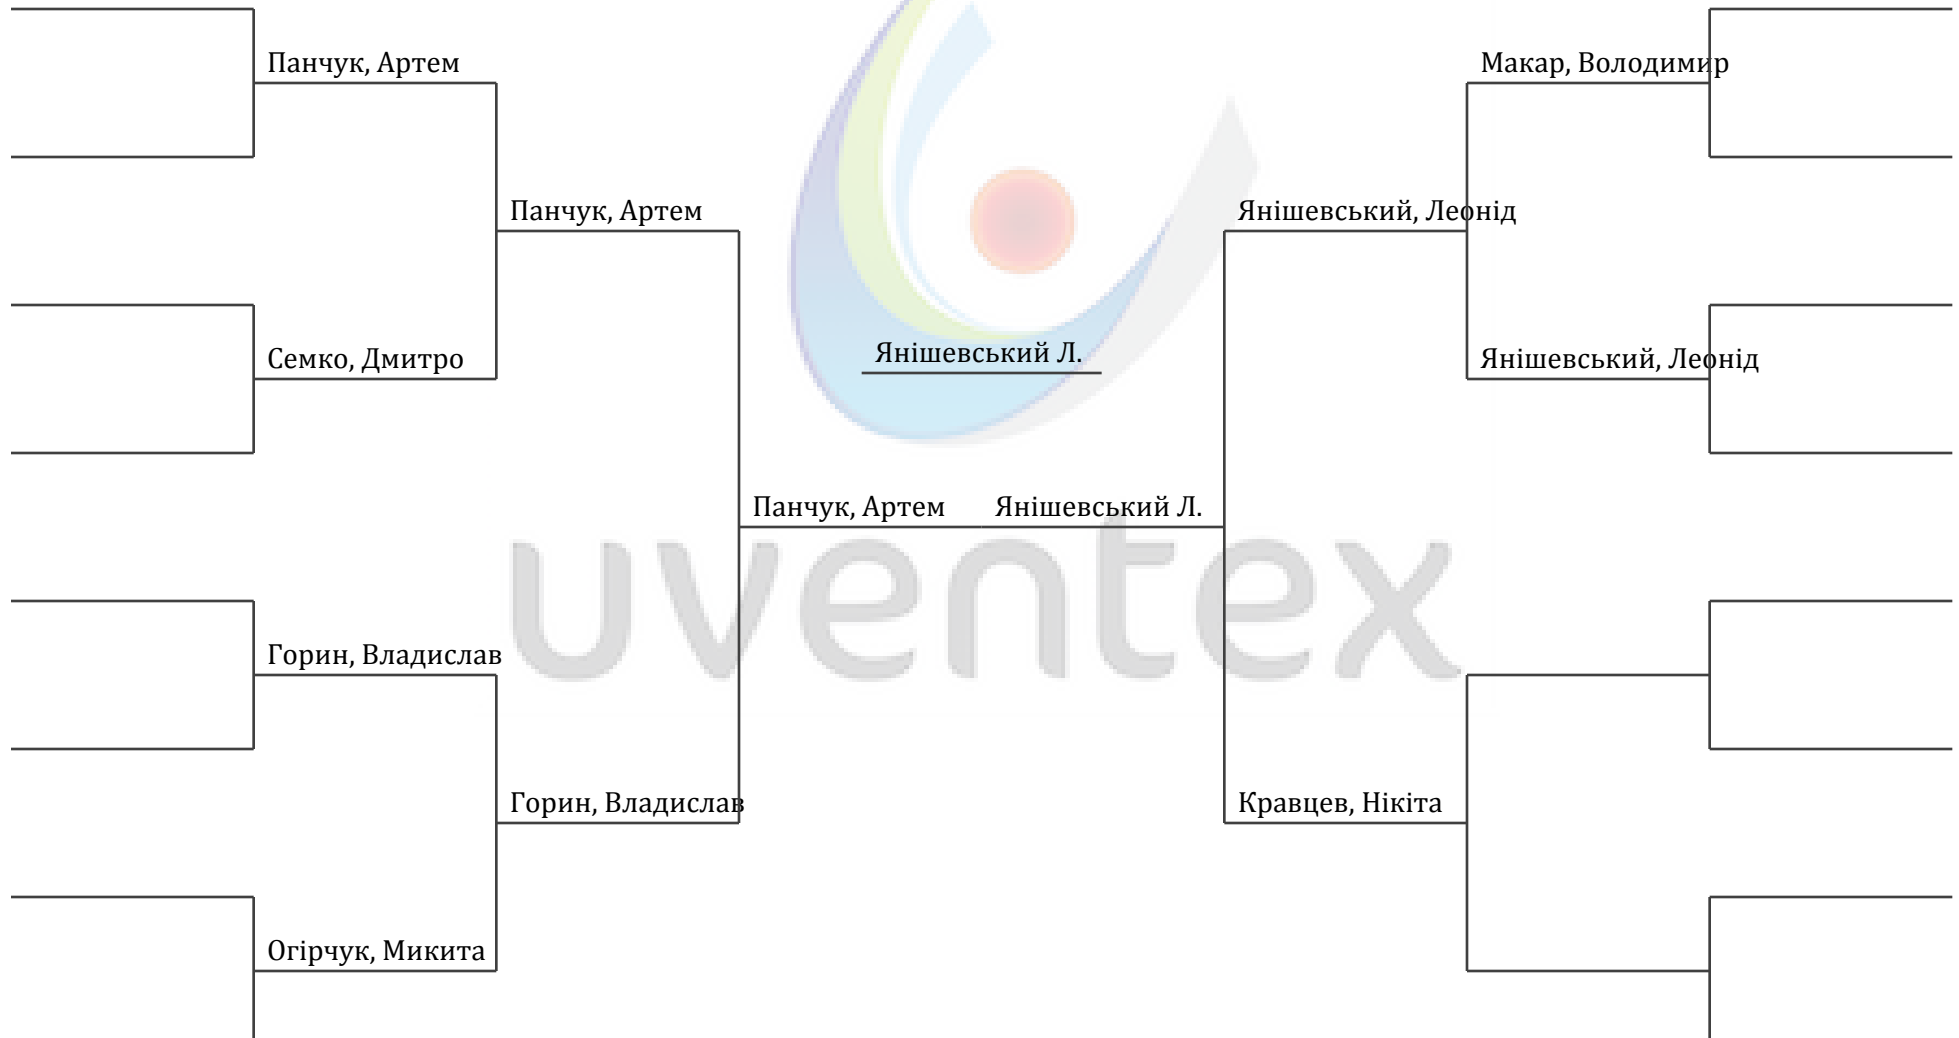 Панчук, Артем
Макар, Володимир
Панчук, Артем
Янішевський, Леонід
Семко, Дмитро
Янішевський Л.
Янішевський, Леонід
Панчук, Артем
Янішевський Л.
uventex
Горин, Владислав
Горин, Владислав
Кравцев, Нікіта
Огірчук, Микита